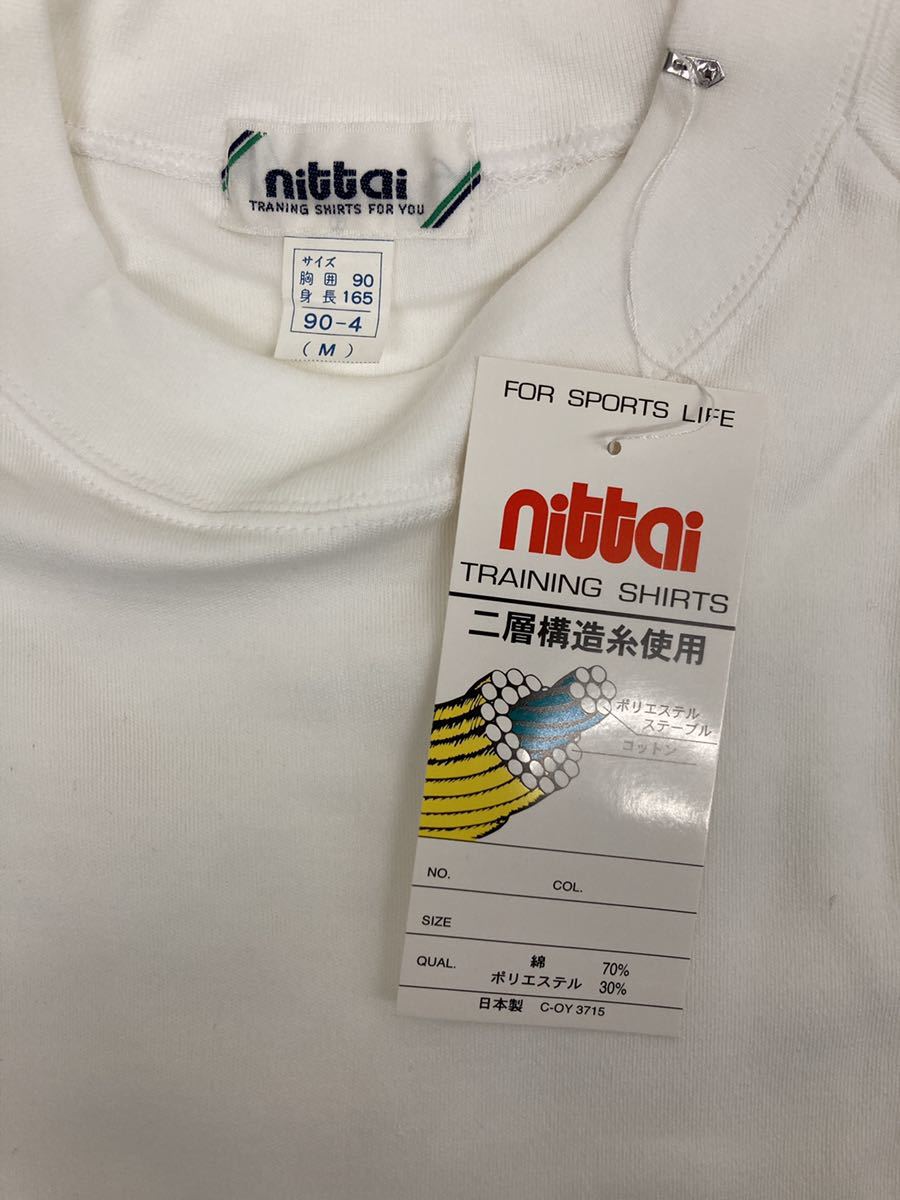 nittai
TRANING SHIRTS FOR YOU
サイズ
胸囲 90
身長 165
90-4
(M)
FOR SPORTS LIFE
nittai
TRAINING SHIRTS
二層構造糸使用
ポリエステル
ステープル
コットン
NO. COL.
SIZE
QUAL. 綿 70%
ポリエステル 30%
日本製 C-OY 3715